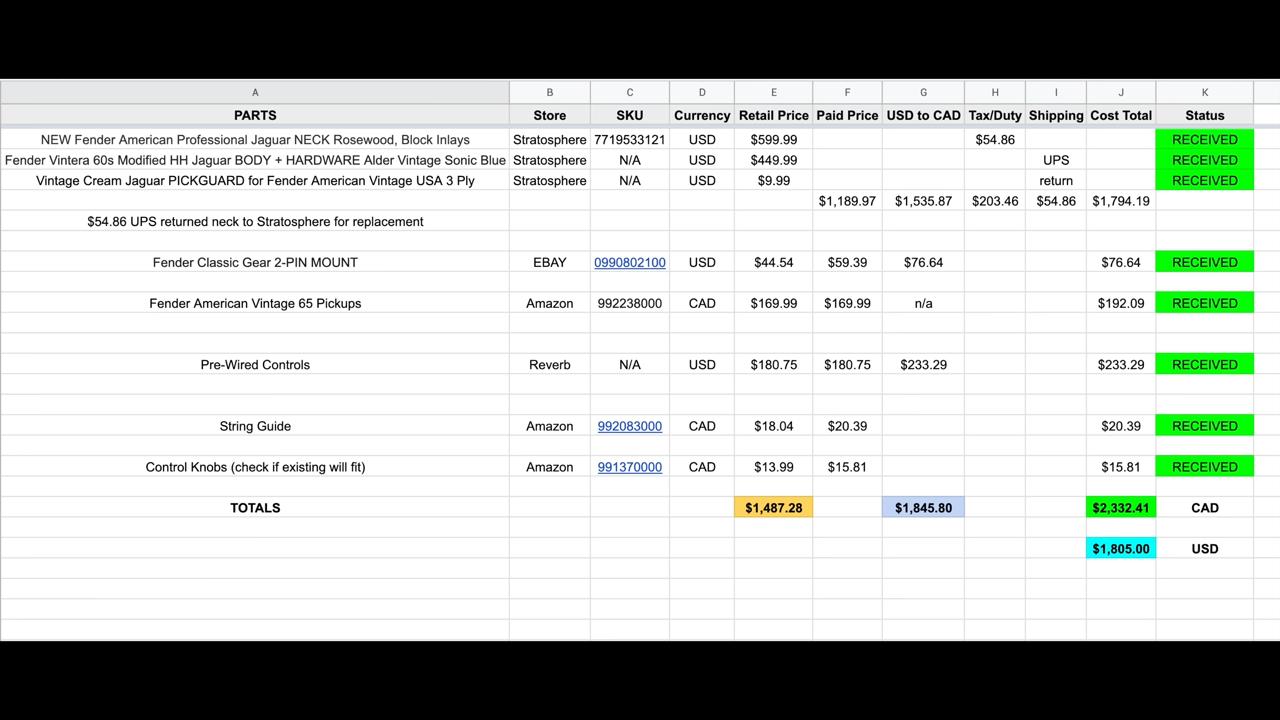 A B C D E F G H I J K
PARTS Store SKU Currency Retail Price Paid Price USD to CAD Tax/Duty Shipping Cost Total Status
NEW Fender American Professional Jaguar NECK Rosewood, Block Inlays Stratosphere 7719533121 USD $599.99 $54.86 RECEIVED
Fender Vintera 60s Modified HH Jaguar BODY + HARDWARE Alder Vintage Sonic Blue Stratosphere N/A USD $449.99 UPS RECEIVED
Vintage Cream Jaguar PICKGUARD for Fender American Vintage USA 3 Ply Stratosphere N/A USD $9.99 return RECEIVED
$1,189.97 $1,535.87 $203.46 $54.86 $1,794.19
$54.86 UPS returned neck to Stratosphere for replacement
Fender Classic Gear 2-PIN MOUNT EBAY 0990802100 USD $44.54 $59.39 $76.64 $76.64 RECEIVED
Fender American Vintage 65 Pickups Amazon 992238000 CAD $169.99 $169.99 n/a $192.09 RECEIVED
Pre-Wired Controls Reverb N/A USD $180.75 $180.75 $233.29 $233.29 RECEIVED
String Guide Amazon 992083000 CAD $18.04 $20.39 $20.39 RECEIVED
Control Knobs (check if existing will fit) Amazon 991370000 CAD $13.99 $15.81 $15.81 RECEIVED
TOTALS $1,487.28 $1,845.80 $2,332.41 CAD
$1,805.00 USD